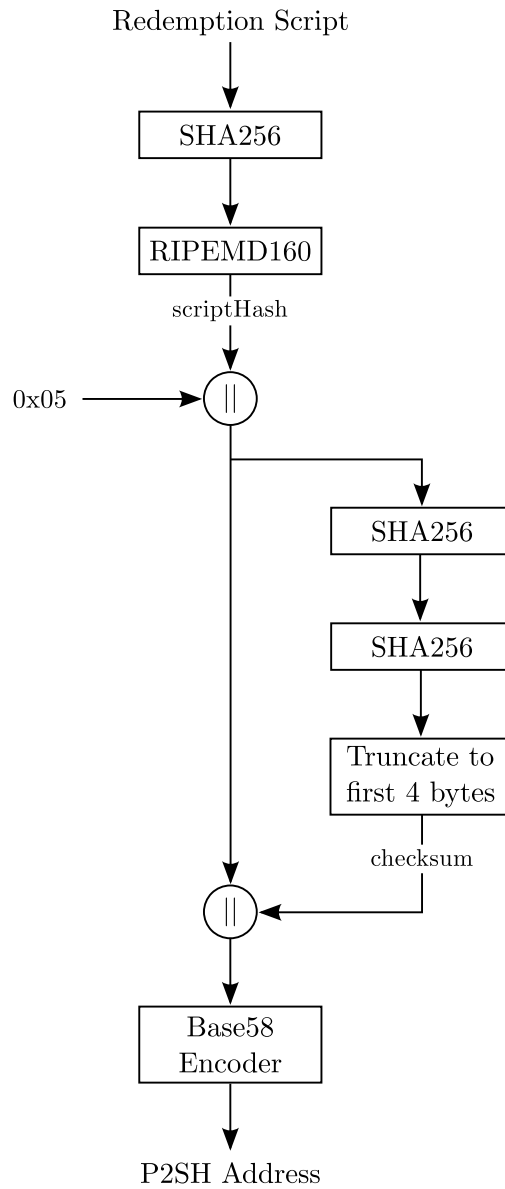 Redemption Script
SHA256
RIPEMD160
scriptHash
0x05
||
SHA256
SHA256
Truncate to
first 4 bytes
checksum
||
Base58
Encoder
P2SH Address